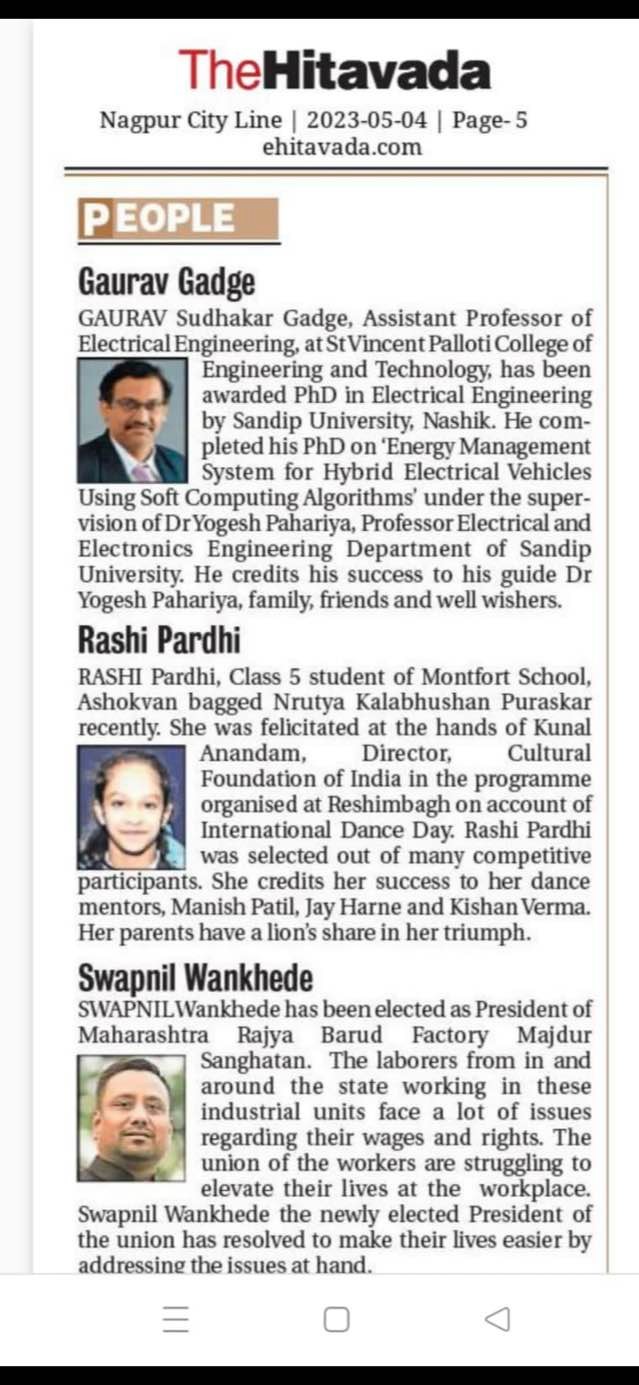 TheHitavada
Nagpur City Line | 2023-05-04 | Page- 5
ehitavada.com
PEOPLE
Gaurav Gadge
GAURAV Sudhakar Gadge, Assistant Professor of
Electrical Engineering, at St Vincent Palloti College of
Engineering and Technology, has been
awarded PhD in Electrical Engineering
by Sandip University, Nashik. He com-
pleted his PhD on ‘Energy Management
System for Hybrid Electrical Vehicles
Using Soft Computing Algorithms’ under the super-
vision of Dr Yogesh Pahariya, Professor Electrical and
Electronics Engineering Department of Sandip
University. He credits his success to his guide Dr
Yogesh Pahariya, family, friends and well wishers.
Rashi Pardhi
RASHI Pardhi, Class 5 student of Montfort School,
Ashokvan bagged Nrutya Kalabhushan Puraskar
recently. She was felicitated at the hands of Kunal
Anandam, Director, Cultural
Foundation of India in the programme
organised at Reshimbagh on account of
International Dance Day. Rashi Pardhi
was selected out of many competitive
participants. She credits her success to her dance
mentors, Manish Patil, Jay Harne and Kishan Verma.
Her parents have a lion’s share in her triumph.
Swapnil Wankhede
SWAPNIL Wankhede has been elected as President of
Maharashtra Rajya Barud Factory Majdur
Sanghatan. The laborers from in and
around the state working in these
industrial units face a lot of issues
regarding their wages and rights. The
union of the workers are struggling to
elevate their lives at the workplace.
Swapnil Wankhede the newly elected President of
the union has resolved to make their lives easier by
addressing the issues at hand.